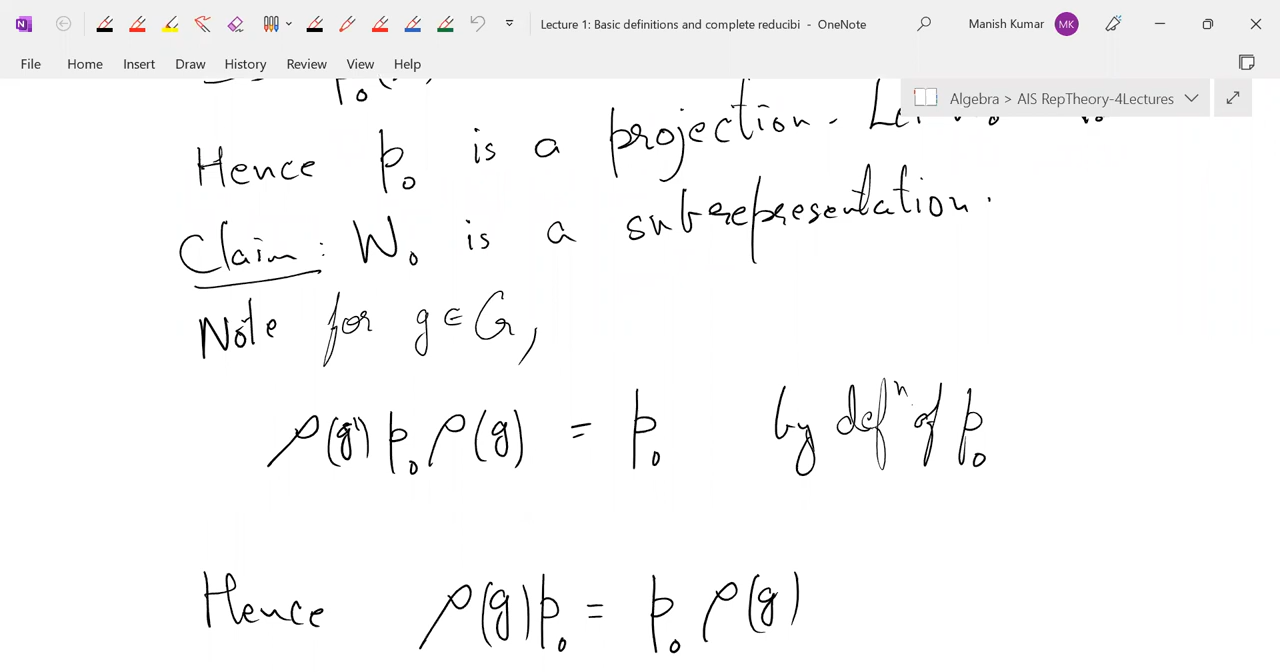 Lecture 1: Basic definitions and complete reducibi - OneNote
Manish Kumar
MK
File Home Insert Draw History Review View Help
Algebra > AIS RepTheory-4Lectures
Hence p₀ is a projection. Let
Claim: W₀ is a subrepresentation.
Note for g ∈ G,
ρ(g⁻¹) p₀ ρ(g) = p₀ by defⁿ of p₀
Hence ρ(g) p₀ = p₀ ρ(g)